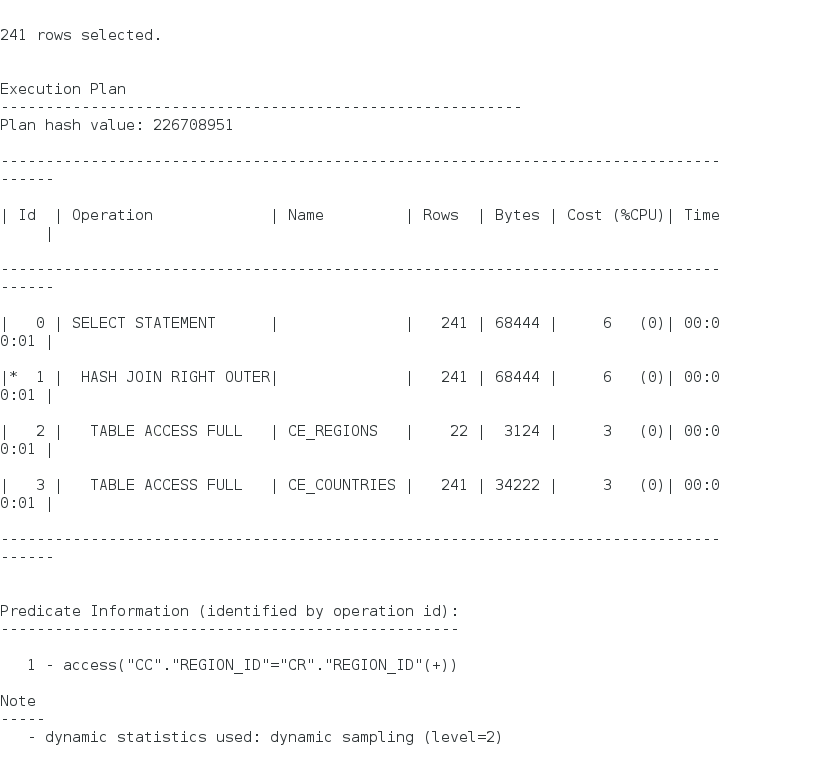 241 rows selected.
Execution Plan
----------------------------------------------------------
Plan hash value: 226708951
--------------------------------------------------------------------------------
------
| Id  | Operation             | Name         | Rows  | Bytes | Cost (%CPU)| Time
     |
--------------------------------------------------------------------------------
------
|   0 | SELECT STATEMENT      |              |   241 | 68444 |     6   (0)| 00:0
0:01 |
|*  1 |  HASH JOIN RIGHT OUTER|              |   241 | 68444 |     6   (0)| 00:0
0:01 |
|   2 |   TABLE ACCESS FULL   | CE_REGIONS   |    22 |  3124 |     3   (0)| 00:0
0:01 |
|   3 |   TABLE ACCESS FULL   | CE_COUNTRIES |   241 | 34222 |     3   (0)| 00:0
0:01 |
--------------------------------------------------------------------------------
------
Predicate Information (identified by operation id):
---------------------------------------------------
   1 - access("CC"."REGION_ID"="CR"."REGION_ID"(+))
Note
-----
   - dynamic statistics used: dynamic sampling (level=2)